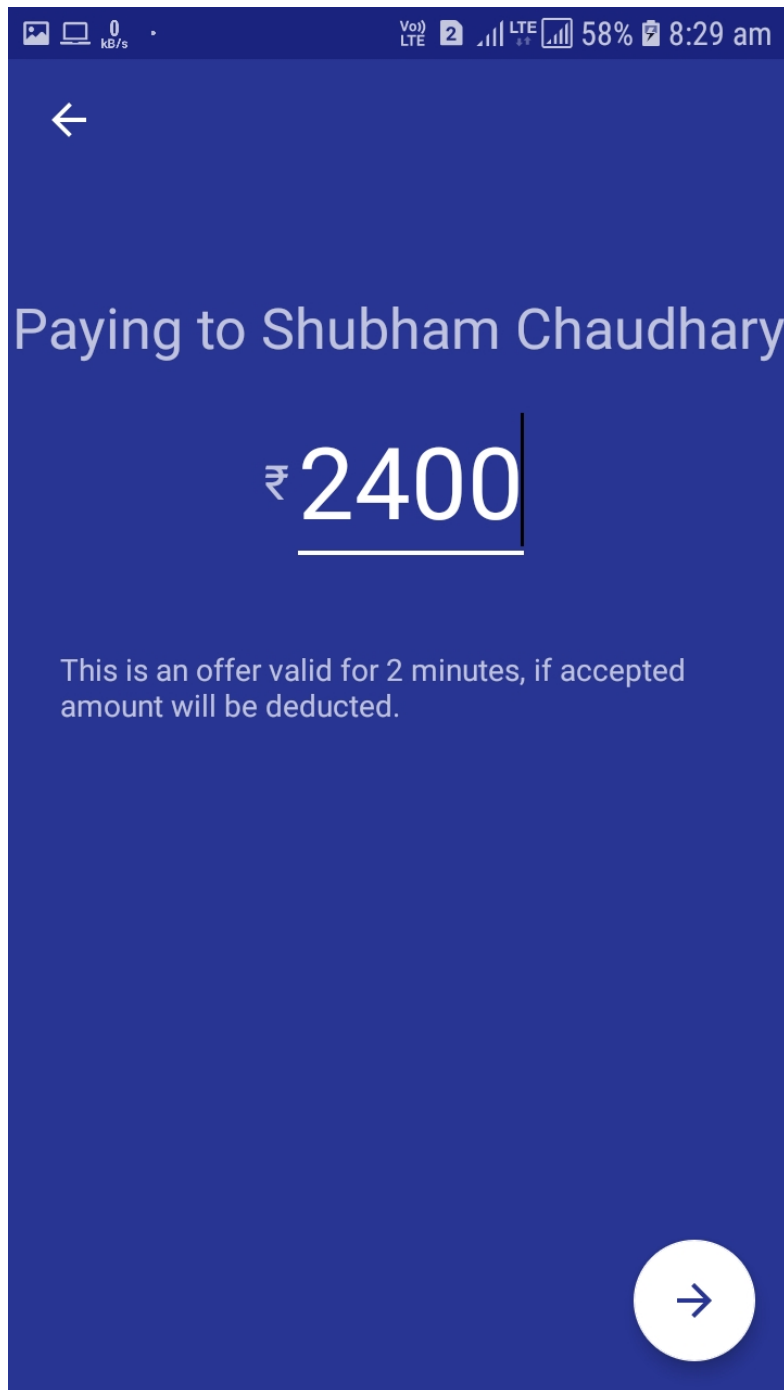 0 kB/s Vo)) LTE 2 LTE 58% 8:29 am
Paying to Shubham Chaudhary
₹2400
This is an offer valid for 2 minutes, if accepted
amount will be deducted.